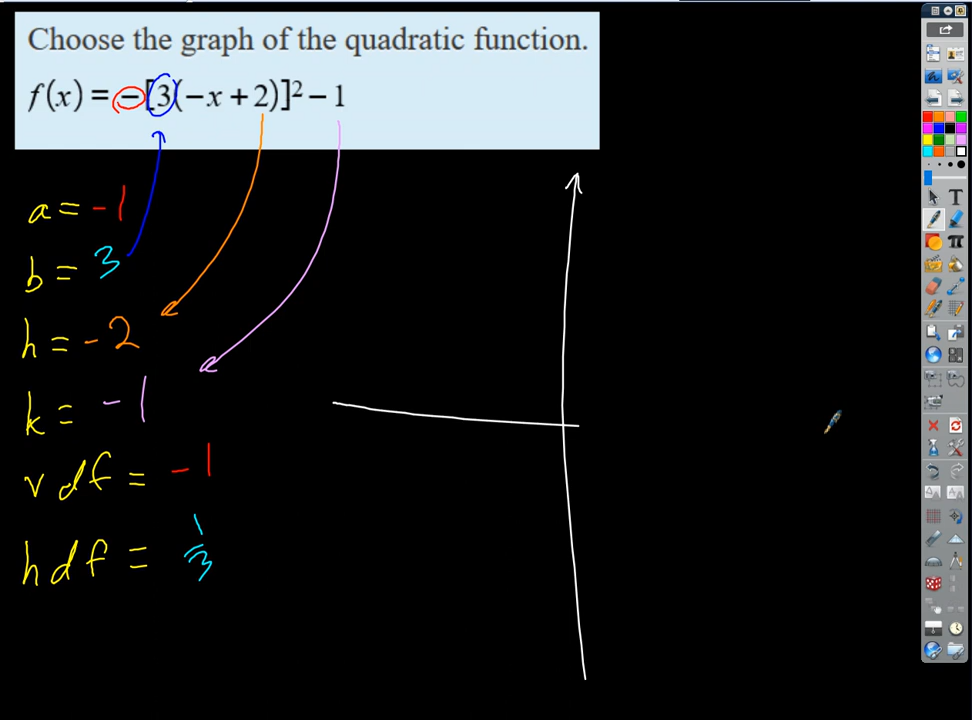 Choose the graph of the quadratic function.
f(x) = −[3(−x + 2)]² − 1
a = -1
b = 3
h = -2
k = -1
vdf = -1
hdf = 1/3